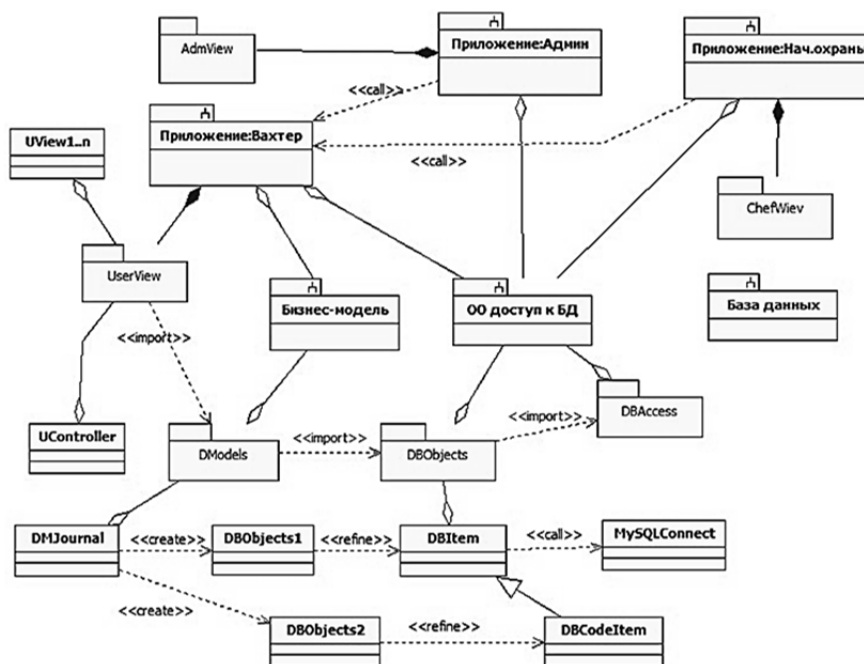 AdmView
Приложение:Админ
Приложение:Нач.охраны
<<call>>
Приложение:Вахтер
UView1..n
<<call>>
ChefWiev
UserView
Бизнес-модель
ОО доступ к БД
База данных
<<import>>
DBAccess
<<import>>
<<import>>
UController
DModels
DBObjects
DMJournal
<<create>>
DBObjects1
<<refine>>
DBItem
<<call>>
MySQLConnect
<<create>>
DBObjects2
<<refine>>
DBCodeItem